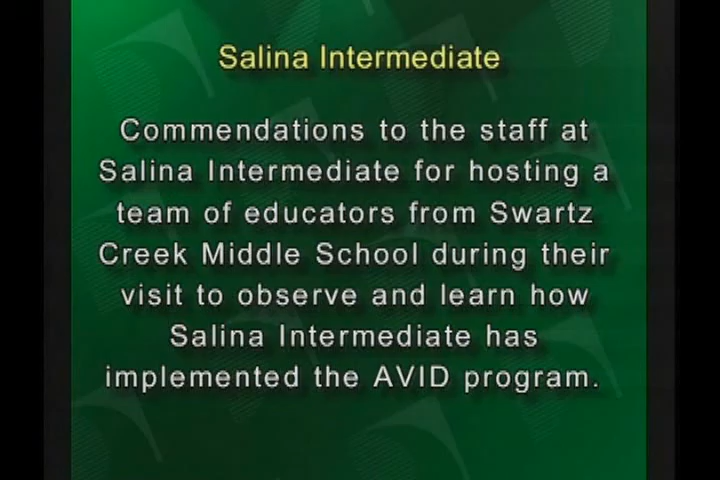 Salina Intermediate
Commendations to the staff at
Salina Intermediate for hosting a
team of educators from Swartz
Creek Middle School during their
visit to observe and learn how
Salina Intermediate has
implemented the AVID program.